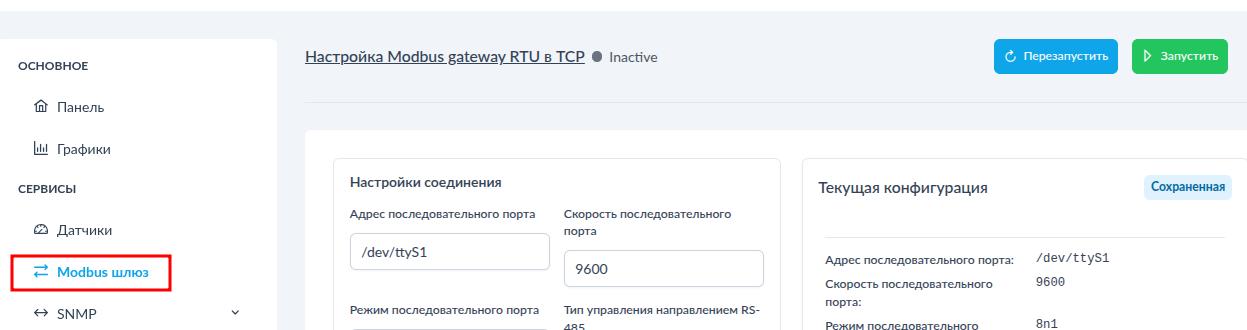 ОСНОВНОЕ
Панель
Графики
СЕРВИСЫ
Датчики
Modbus шлюз
SNMP
Настройка Modbus gateway RTU в TCP
Inactive
Перезапустить
Запустить
Настройки соединения
Адрес последовательного порта
/dev/ttyS1
Скорость последовательного
порта
9600
Режим последовательного порта
Тип управления направлением RS-
485
Текущая конфигурация
Сохраненная
Адрес последовательного порта:
/dev/ttyS1
Скорость последовательного
порта:
9600
Режим последовательного
8n1